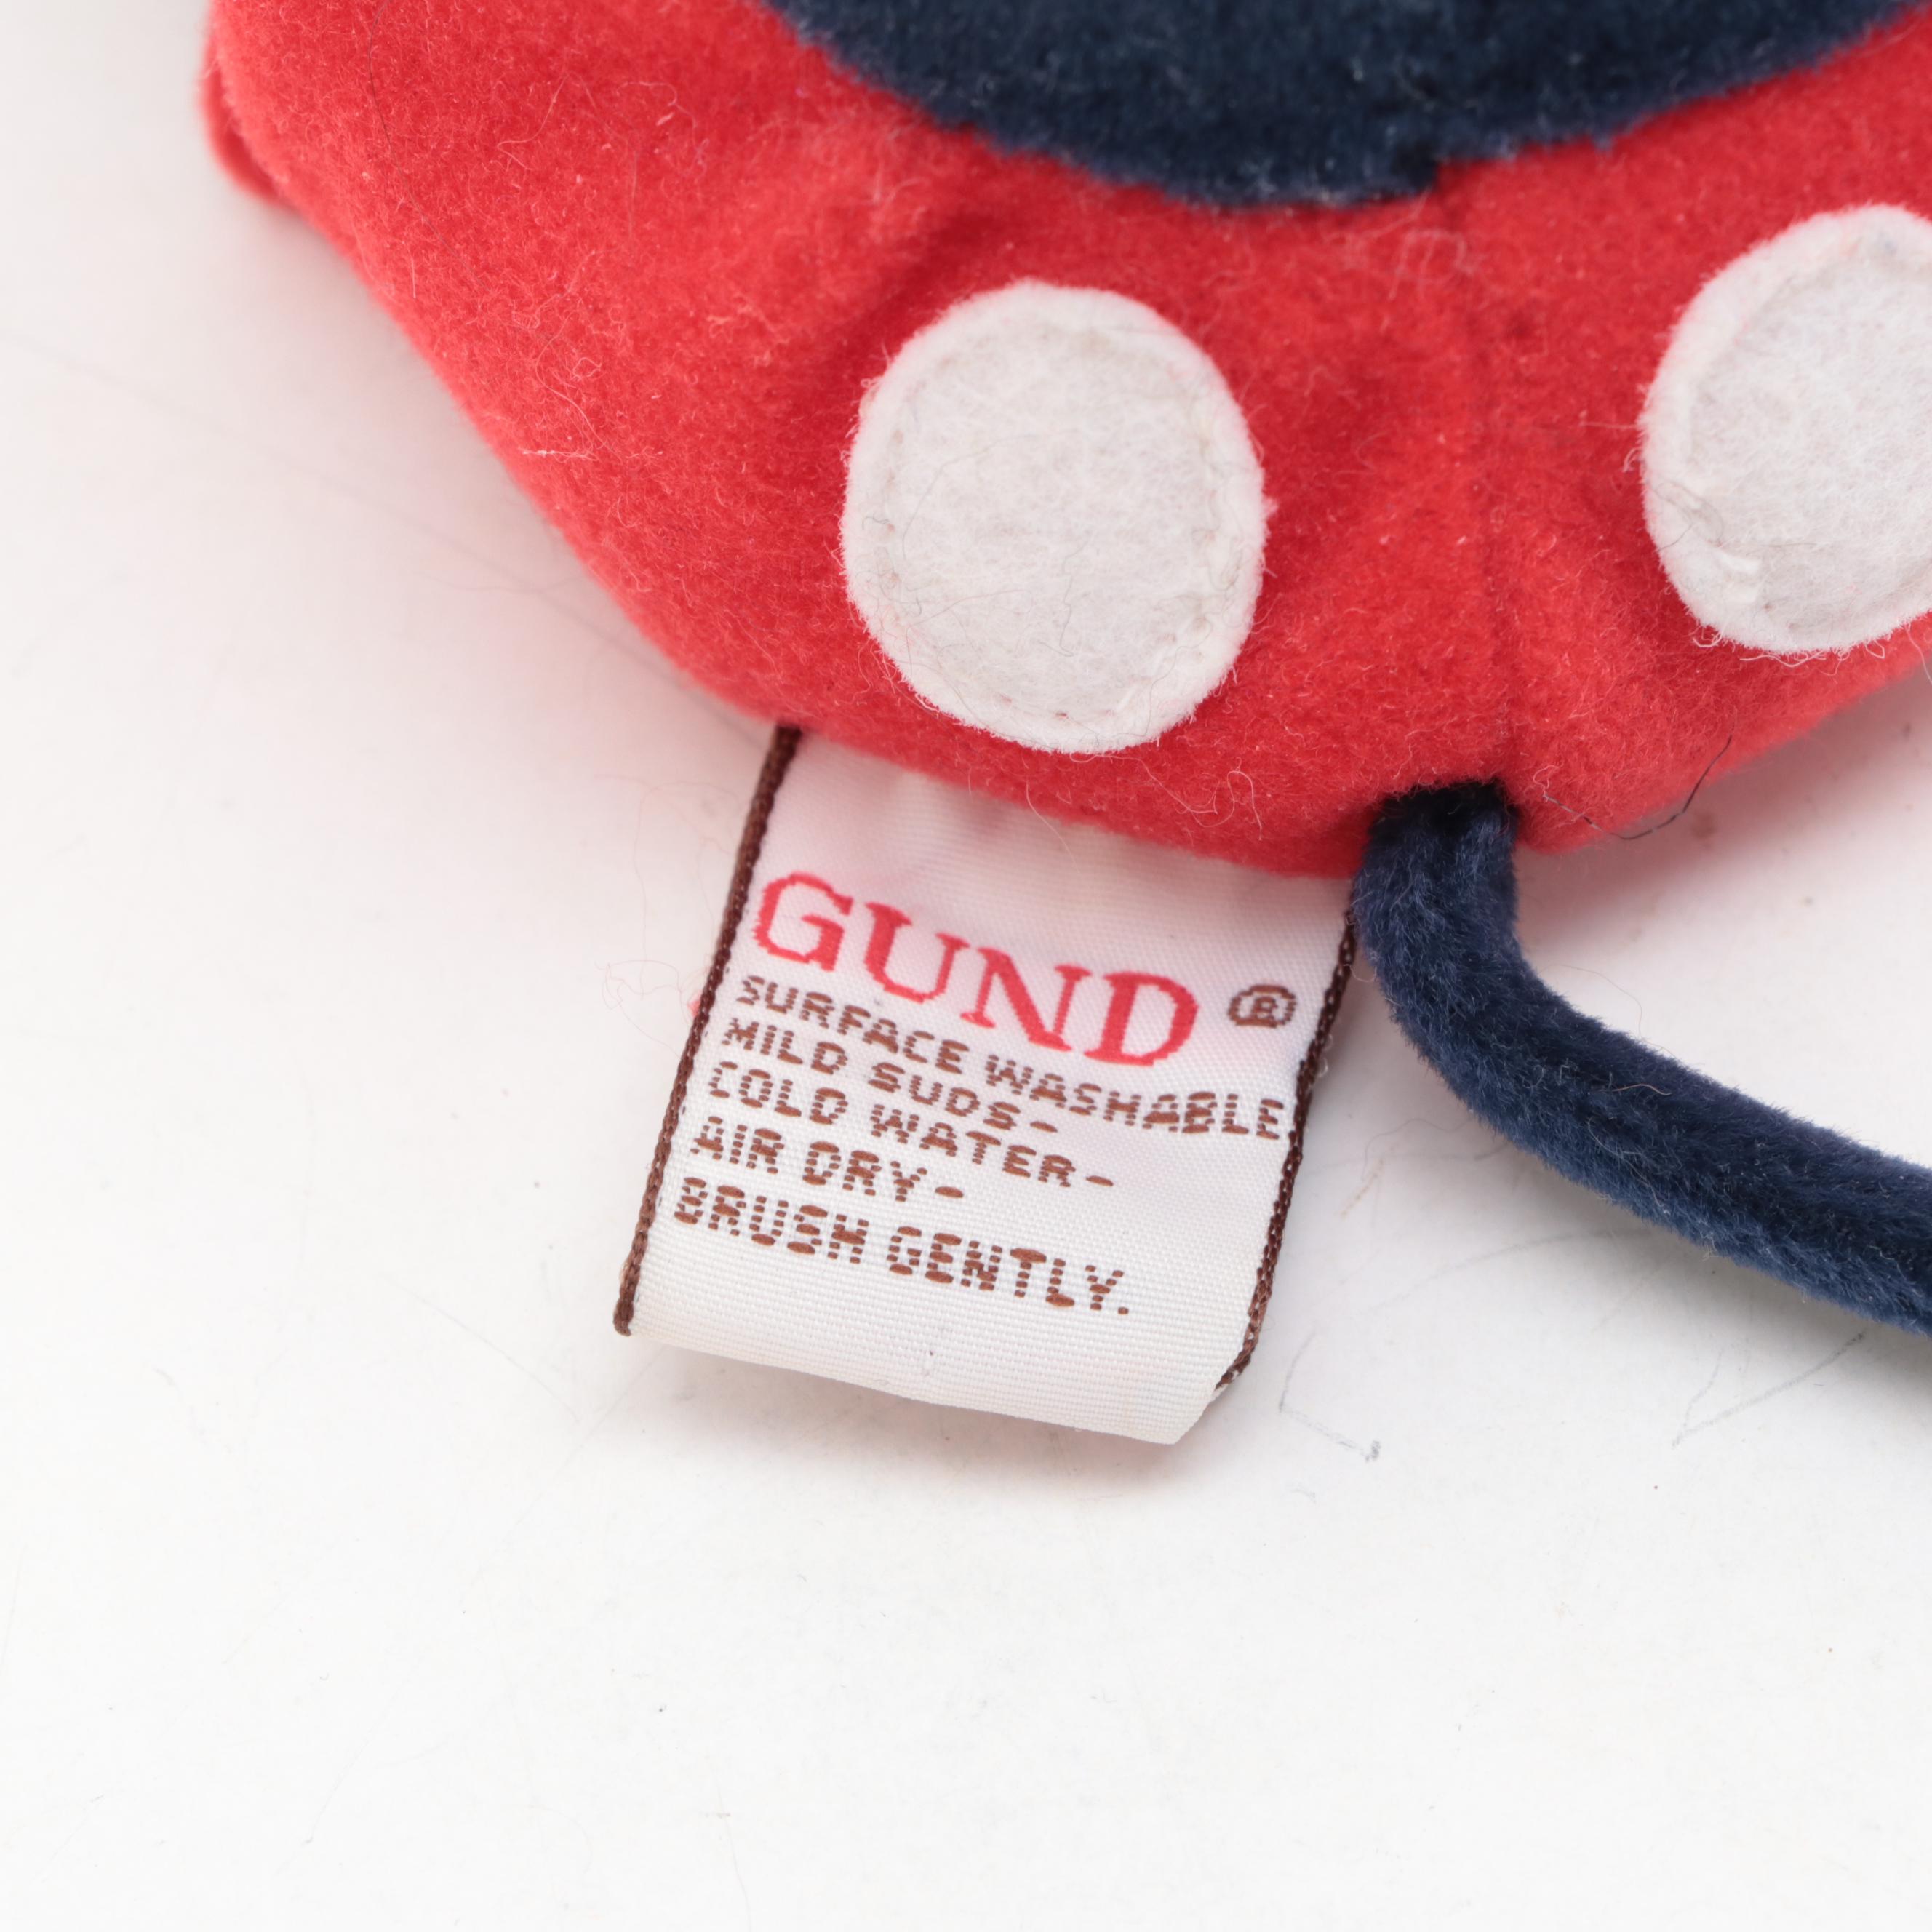 GUND ®
SURFACE WASHABLE
MILD SUDS-
COLD WATER-
AIR DRY-
BRUSH GENTLY.